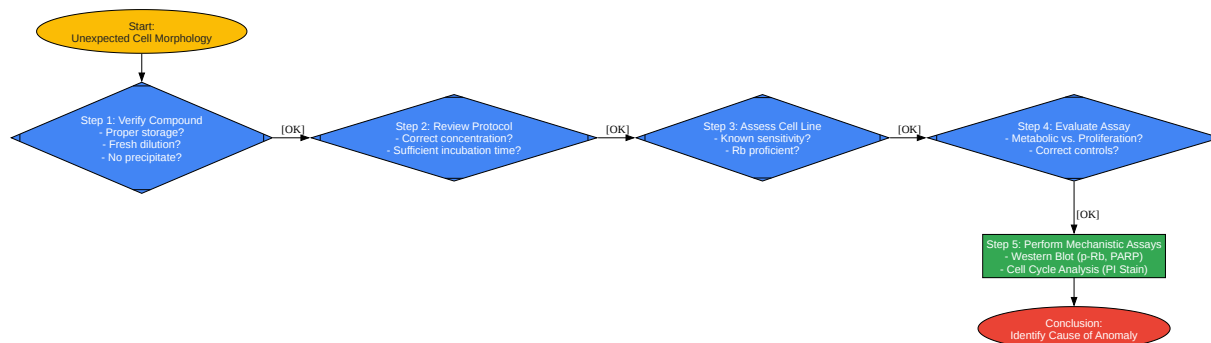 Start:
Unexpected Cell Morphology
Step 1: Verify Compound
- Proper storage?
- Fresh dilution?
- No precipitate?
[OK]
Step 2: Review Protocol
- Correct concentration?
- Sufficient incubation time?
[OK]
Step 3: Assess Cell Line
- Known sensitivity?
- Rb proficient?
[OK]
Step 4: Evaluate Assay
- Metabolic vs. Proliferation?
- Correct controls?
[OK]
Step 5: Perform Mechanistic Assays
- Western Blot (p-Rb, PARP)
- Cell Cycle Analysis (PI Stain)
Conclusion:
Identify Cause of Anomaly